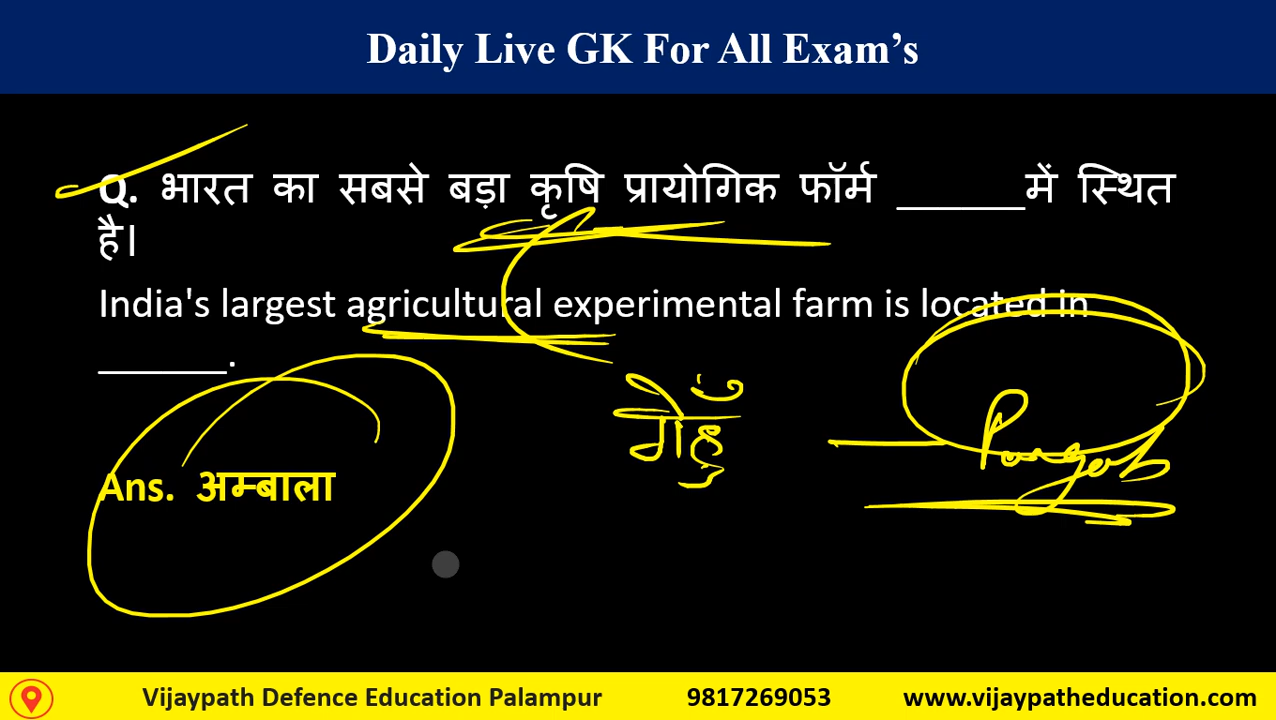 Daily Live GK For All Exam’s
Q. भारत का सबसे बड़ा कृषि प्रायोगिक फॉर्म ______में स्थित
है।
India's largest agricultural experimental farm is located in
______.
गेहुँ
Punjab
Ans. अम्बाला
Vijaypath Defence Education Palampur 9817269053 www.vijaypatheducation.com